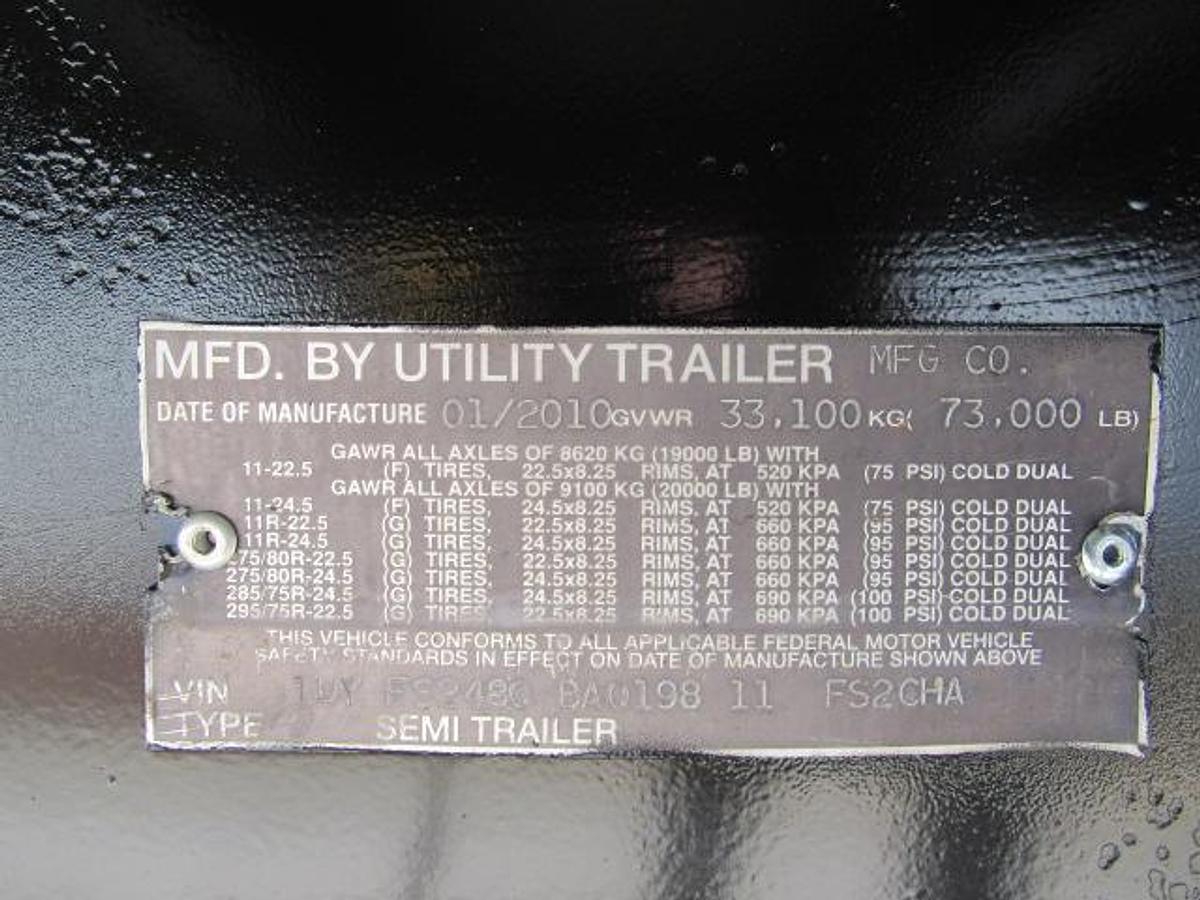 MFD. BY UTILITY TRAILER MFG CO.
DATE OF MANUFACTURE 01/2010 GVWR 33,100 KG( 73,000 LB)
GAWR ALL AXLES OF 8620 KG (19000 LB) WITH
11-22.5 (F) TIRES, 22.5x8.25 RIMS, AT 520 KPA (75 PSI) COLD DUAL
GAWR ALL AXLES OF 9100 KG (20000 LB) WITH
11-24.5 (F) TIRES, 24.5x8.25 RIMS, AT 520 KPA (75 PSI) COLD DUAL
11R-22.5 (G) TIRES, 22.5x8.25 RIMS, AT 660 KPA (95 PSI) COLD DUAL
11R-24.5 (G) TIRES, 24.5x8.25 RIMS, AT 660 KPA (95 PSI) COLD DUAL
275/80R-22.5 (G) TIRES, 22.5x8.25 RIMS, AT 660 KPA (95 PSI) COLD DUAL
275/80R-24.5 (G) TIRES, 24.5x8.25 RIMS, AT 660 KPA (95 PSI) COLD DUAL
285/75R-24.5 (G) TIRES, 24.5x8.25 RIMS, AT 690 KPA (100 PSI) COLD DUAL
295/75R-22.5 (G) TIRES, 22.5x8.25 RIMS, AT 690 KPA (100 PSI) COLD DUAL
THIS VEHICLE CONFORMS TO ALL APPLICABLE FEDERAL MOTOR VEHICLE
SAFETY STANDARDS IN EFFECT ON DATE OF MANUFACTURE SHOWN ABOVE
VIN 11 FS2CHA
TYPE SEMI TRAILER